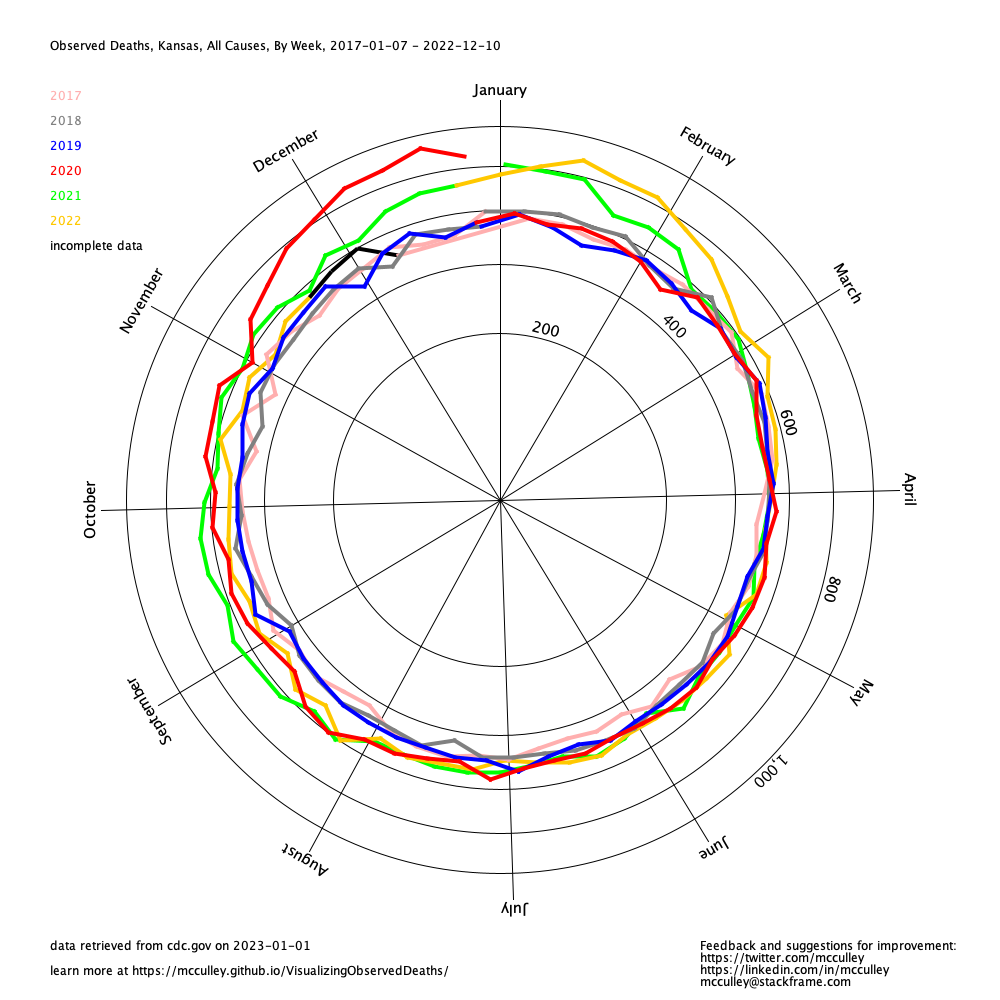 Observed Deaths, Kansas, All Causes, By Week, 2017-01-07 - 2022-12-10
2017
2018
2019
2020
2021
2022
incomplete data
January
February
March
April
May
June
July
August
September
October
November
December
200
400
600
800
1,000
data retrieved from cdc.gov on 2023-01-01
learn more at https://mcculley.github.io/VisualizingObservedDeaths/
Feedback and suggestions for improvement:
https://twitter.com/mcculley
https://linkedin.com/in/mcculley
mcculley@stackframe.com